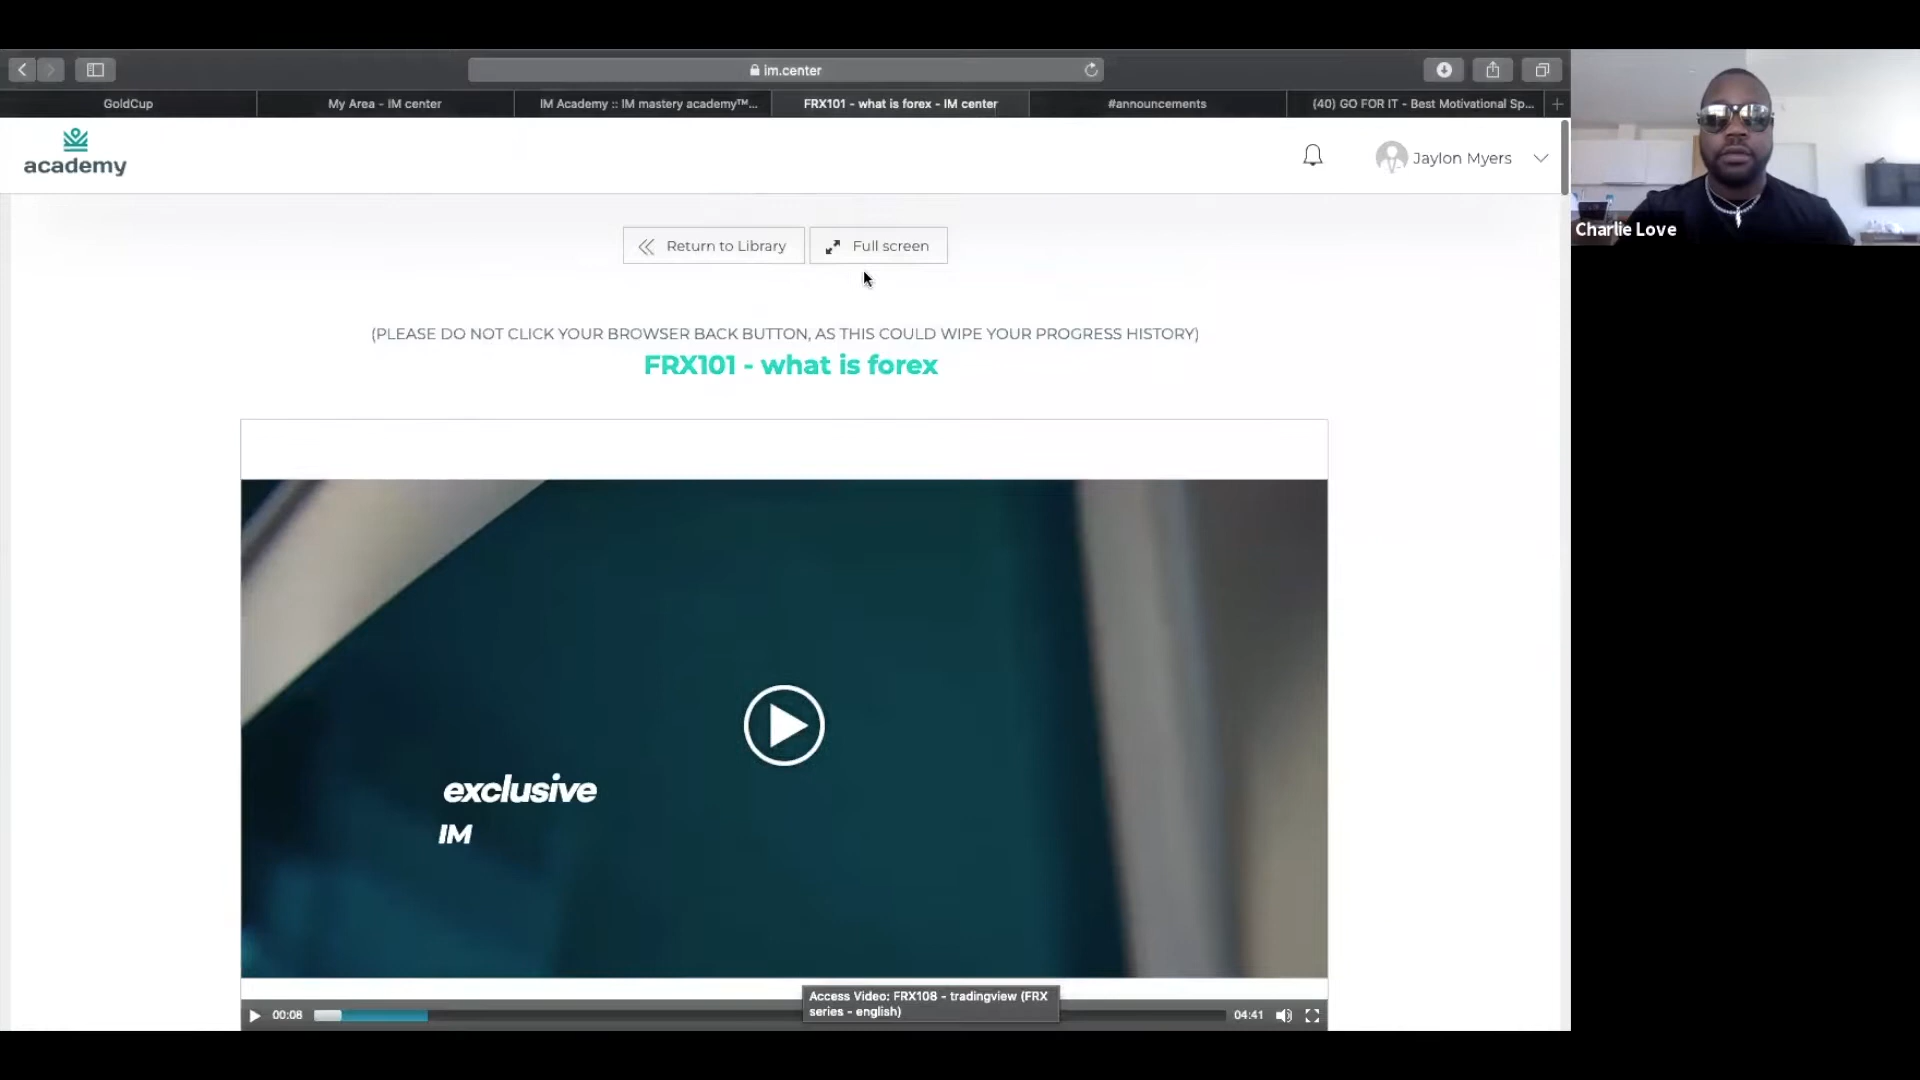 im.center
GoldCup
My Area - IM center
IM Academy :: IM mastery academy™...
FRX101 - what is forex - IM center
#announcements
(40) GO FOR IT - Best Motivational Sp...
academy
Jaylon Myers
Charlie Love
Return to Library
Full screen
(PLEASE DO NOT CLICK YOUR BROWSER BACK BUTTON, AS THIS COULD WIPE YOUR PROGRESS HISTORY)
FRX101 - what is forex
exclusive
IM
Access Video: FRX108 - tradingview (FRX
series - english)
00:08
04:41